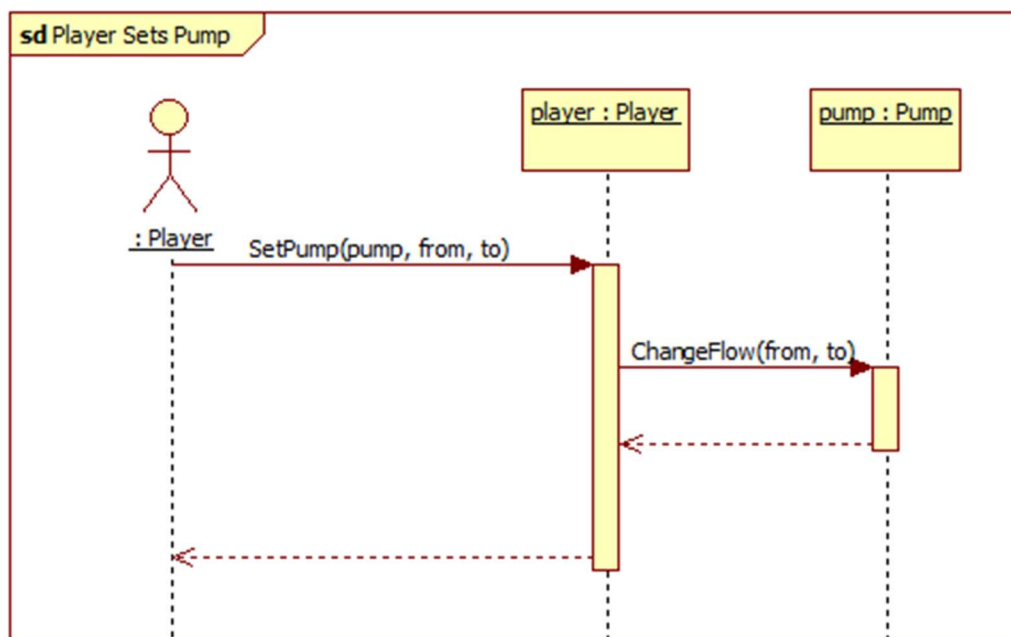 sd Player Sets Pump
player : Player
pump : Pump
: Player
SetPump(pump, from, to)
ChangeFlow(from, to)